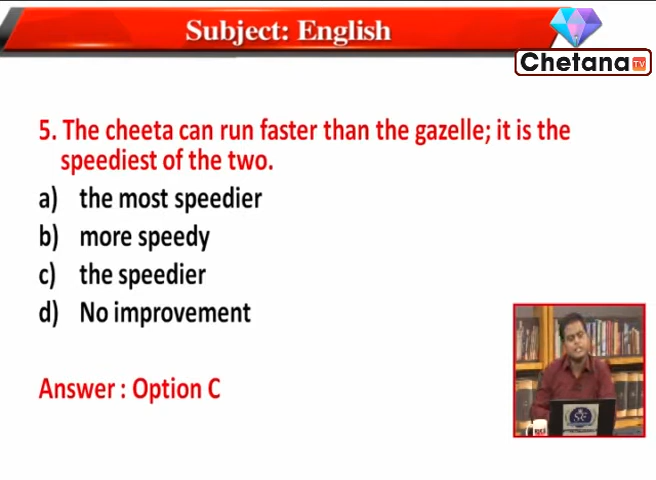 Subject: English
Chetana TV
5. The cheeta can run faster than the gazelle; it is the
speediest of the two.
a) the most speedier
b) more speedy
c) the speedier
d) No improvement
Answer : Option C